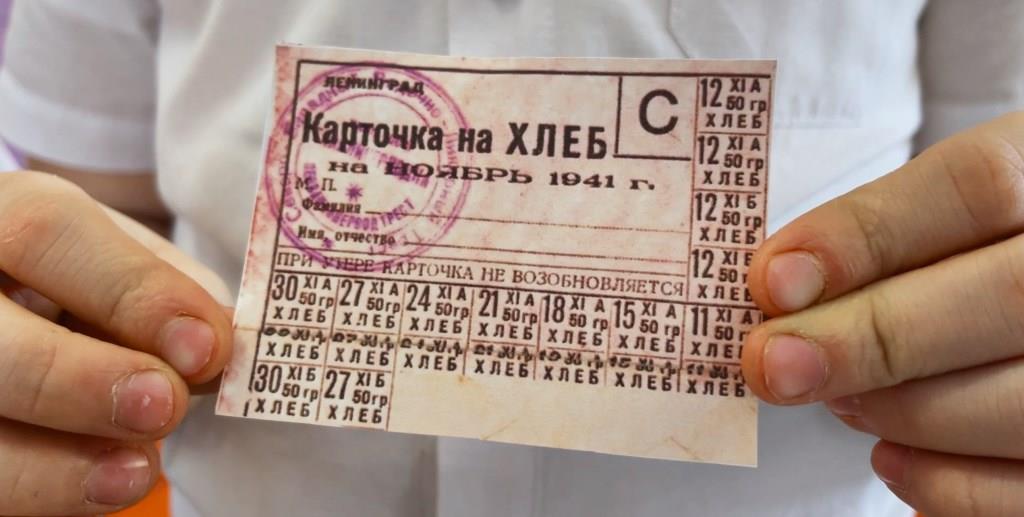 ЛЕНИНГРАД
Карточка на ХЛЕБ
на НОЯБРЬ 1941 г.
С
М. П.
Фамилия
Имя, отчество
ПРИ УТЕРЕ КАРТОЧКА НЕ ВОЗОБНОВЛЯЕТСЯ
12 XI А 50 гр ХЛЕБ
12 XI А 50 гр ХЛЕБ
12 XI Б 50 гр ХЛЕБ
12 XI 50 ХЛЕБ
30 XI А 50 гр ХЛЕБ
27 XI А 50 гр ХЛЕБ
24 XI А 50 гр ХЛЕБ
21 XI А 50 гр ХЛЕБ
18 XI А 50 гр ХЛЕБ
15 XI А 50 гр ХЛЕБ
11 XI А 50 гр ХЛЕБ
ХЛЕБ
ХЛЕБ
ХЛЕБ
ХЛЕБ
ХЛЕБ
ХЛЕБ
ХЛЕБ
30 XI Б 50 гр ХЛЕБ
27 XI Б 50 гр ХЛЕБ